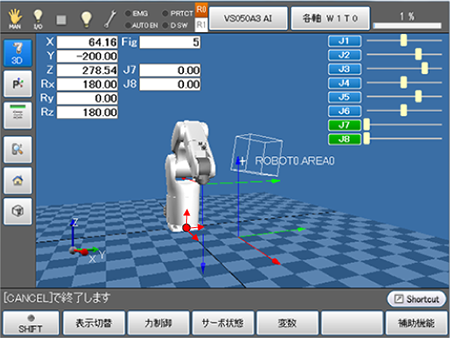 MAN I/O EMG PRTCT AUTO EN D-SW R0 R1 VS050A3 AI 各軸 W 1 T 0 1 %
3D X 64.16 Fig 5 J1
Y -200.00 J2
Z 278.54 J7 0.00 J3
Rx 180.00 J8 0.00 J4
Ry 0.00 J5
Rz 180.00 J6
J7
J8
ROBOT0.AREA0
Z
Y
X
[CANCEL]で終了します Shortcut
SHIFT 表示切替 力制御 サーボ状態 変数 補助機能